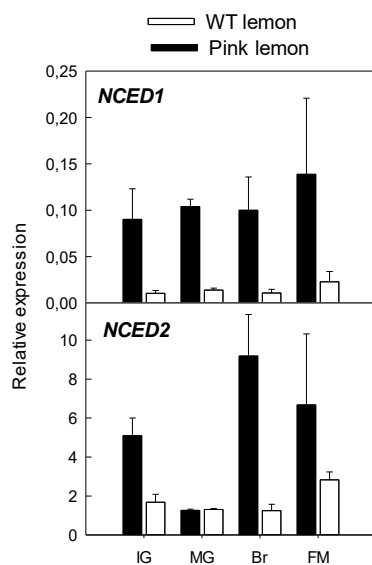 WT lemon
Pink lemon
Relative expression
0,25
NCED1
0,20
0,15
0,10
0,05
0,00
NCED2
10
8
6
4
2
0
IG MG Br FM